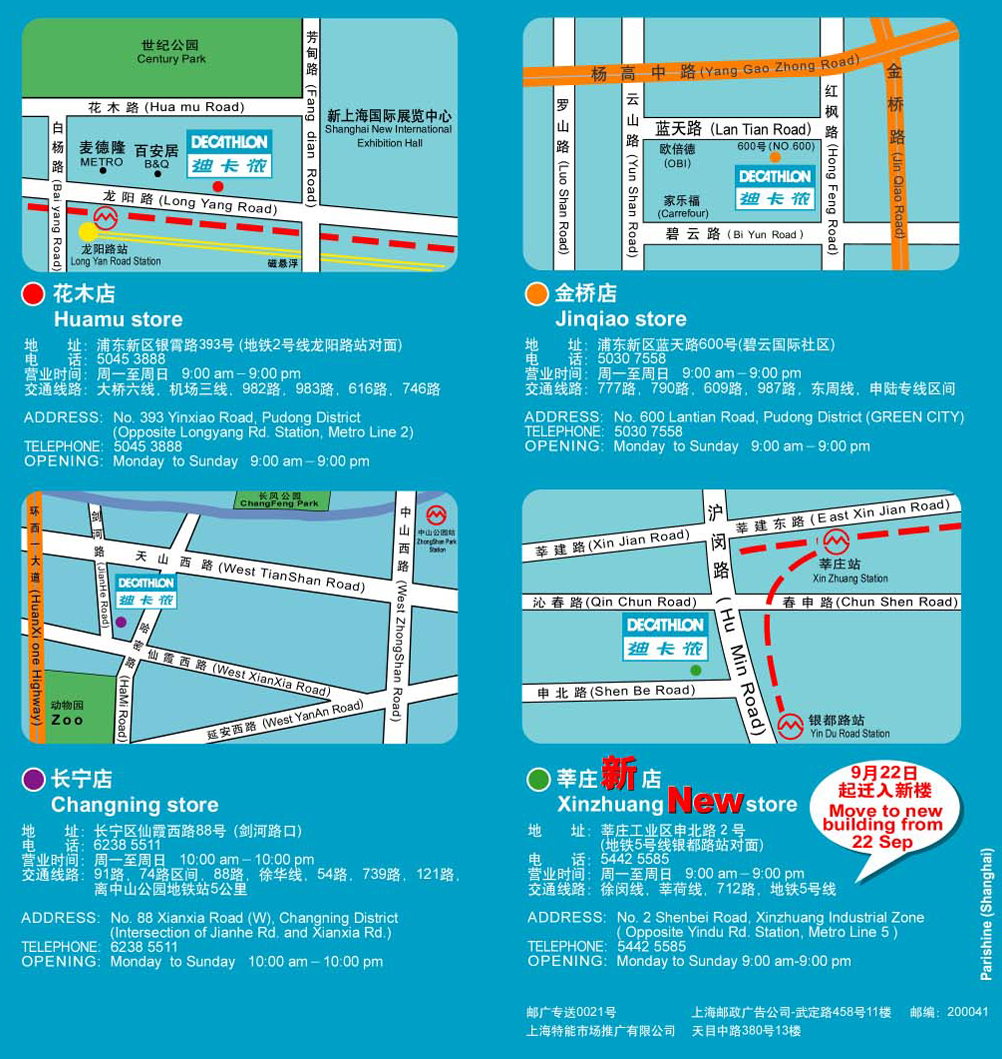 世纪公园
Century Park
芳甸路 (Fang dian Road)
花木路 (Hua mu Road)
白杨路 (Bai yang Road)
麦德隆
METRO
百安居
B&Q
DECATHLON
迪卡侬
新上海国际展览中心
Shanghai New International
Exhibition Hall
龙阳路 (Long Yang Road)
龙阳路站
Long Yan Road Station
磁悬浮
花木店
Huamu store
地 址: 浦东新区银霄路393号 (地铁2号线龙阳路站对面)
电 话: 5045 3888
营业时间: 周一至周日 9:00 am – 9:00 pm
交通线路: 大桥六线, 机场三线, 982路, 983路, 616路, 746路
ADDRESS: No. 393 Yinxiao Road, Pudong District
(Opposite Longyang Rd. Station, Metro Line 2)
TELEPHONE: 5045 3888
OPENING: Monday to Sunday 9:00 am – 9:00 pm
杨高中路 (Yang Gao Zhong Road)
罗山路 (Luo Shan Road)
云山路 (Yun Shan Road)
红枫路 (Hong Feng Road)
金桥路 (Jin Qiao Road)
蓝天路 (Lan Tian Road)
欧倍德
(OBI)
600号 (NO.600)
DECATHLON
迪卡侬
家乐福
(Carrefour)
碧云路 (Bi Yun Road)
金桥店
Jinqiao store
地 址: 浦东新区蓝天路600号(碧云国际社区)
电 话: 5030 7558
营业时间: 周一至周日 9:00 am – 9:00 pm
交通线路: 777路, 790路, 609路, 987路, 东周线, 申陆专线区间
ADDRESS: No. 600 Lantian Road, Pudong District (GREEN CITY)
TELEPHONE: 5030 7558
OPENING: Monday to Sunday 9:00 am – 9:00 pm
长风公园
ChangFeng Park
环西一大道 (HuanXi one Highway)
剑河路 (JianHe Road)
中山西路 (West ZhongShan Road)
中山公园站
ZhongShan Park
Station
天山西路 (West TianShan Road)
DECATHLON
迪卡侬
哈密路 (HaMi Road)
仙霞西路 (West XianXia Road)
延安西路 (West YanAn Road)
动物园
Zoo
长宁店
Changning store
地 址: 长宁区仙霞西路88号 (剑河路口)
电 话: 6238 5511
营业时间: 周一至周日 10:00 am – 10:00 pm
交通线路: 91路, 74路区间, 88路, 徐华线, 54路, 739路, 121路,
离中山公园地铁站5公里
ADDRESS: No. 88 Xianxia Road (W), Changning District
(Intersection of Jianhe Rd. and Xianxia Rd.)
TELEPHONE: 6238 5511
OPENING: Monday to Sunday 10:00 am – 10:00 pm
沪闵路 (Hu Min Road)
莘建东路 (East Xin Jian Road)
莘建路 (Xin Jian Road)
莘庄站
Xin Zhuang Station
沁春路 (Qin Chun Road)
春申路 (Chun Shen Road)
DECATHLON
迪卡侬
申北路 (Shen Be Road)
银都路站
Yin Du Road Station
莘庄新店
Xinzhuang New store
9月22日
起迁入新楼
Move to new
building from
22 Sep
地 址: 莘庄工业区申北路2号
(地铁5号线银都路站对面)
电 话: 5442 5585
营业时间: 周一至周日 9:00 am – 9:00 pm
交通线路: 徐闵线, 莘荷线, 712路, 地铁5号线
ADDRESS: No. 2 Shenbei Road, Xinzhuang Industrial Zone
( Opposite Yindu Rd. Station, Metro Line 5 )
TELEPHONE: 5442 5585
OPENING: Monday to Sunday 9:00 am-9:00 pm
Parishine (Shanghai)
邮广专送0021号 上海邮政广告公司-武定路458号11楼 邮编: 200041
上海特能市场推广有限公司 天目中路380号13楼